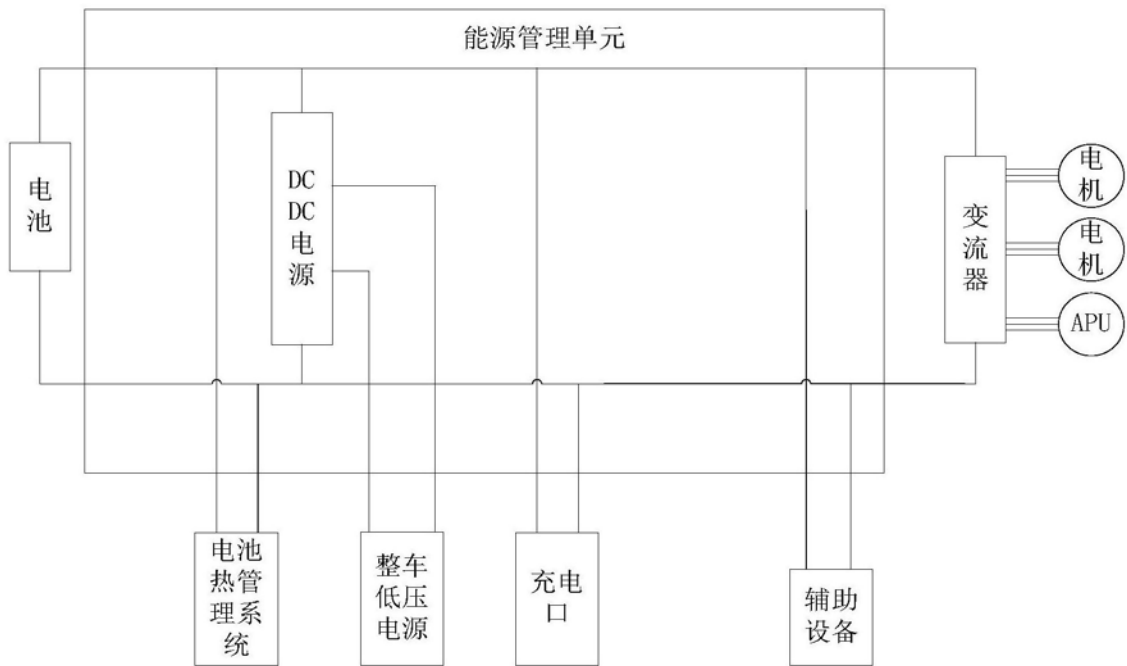 能源管理单元
电
池
DC
DC
电
源
变
流
器
电
机
电
机
APU
电池
热管
理系
统
整车
低压
电源
充电
口
辅助
设备